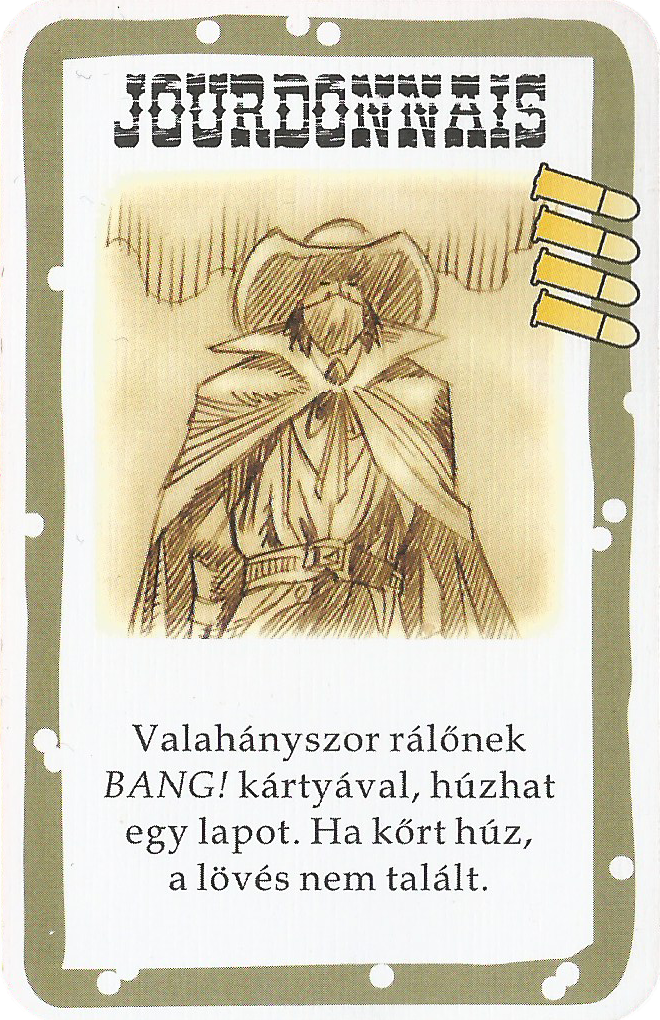 JOURDONNAIS
Valahányszor rálőnek
BANG! kártyával, húzhat
egy lapot. Ha kőrt húz,
a lövés nem talált.